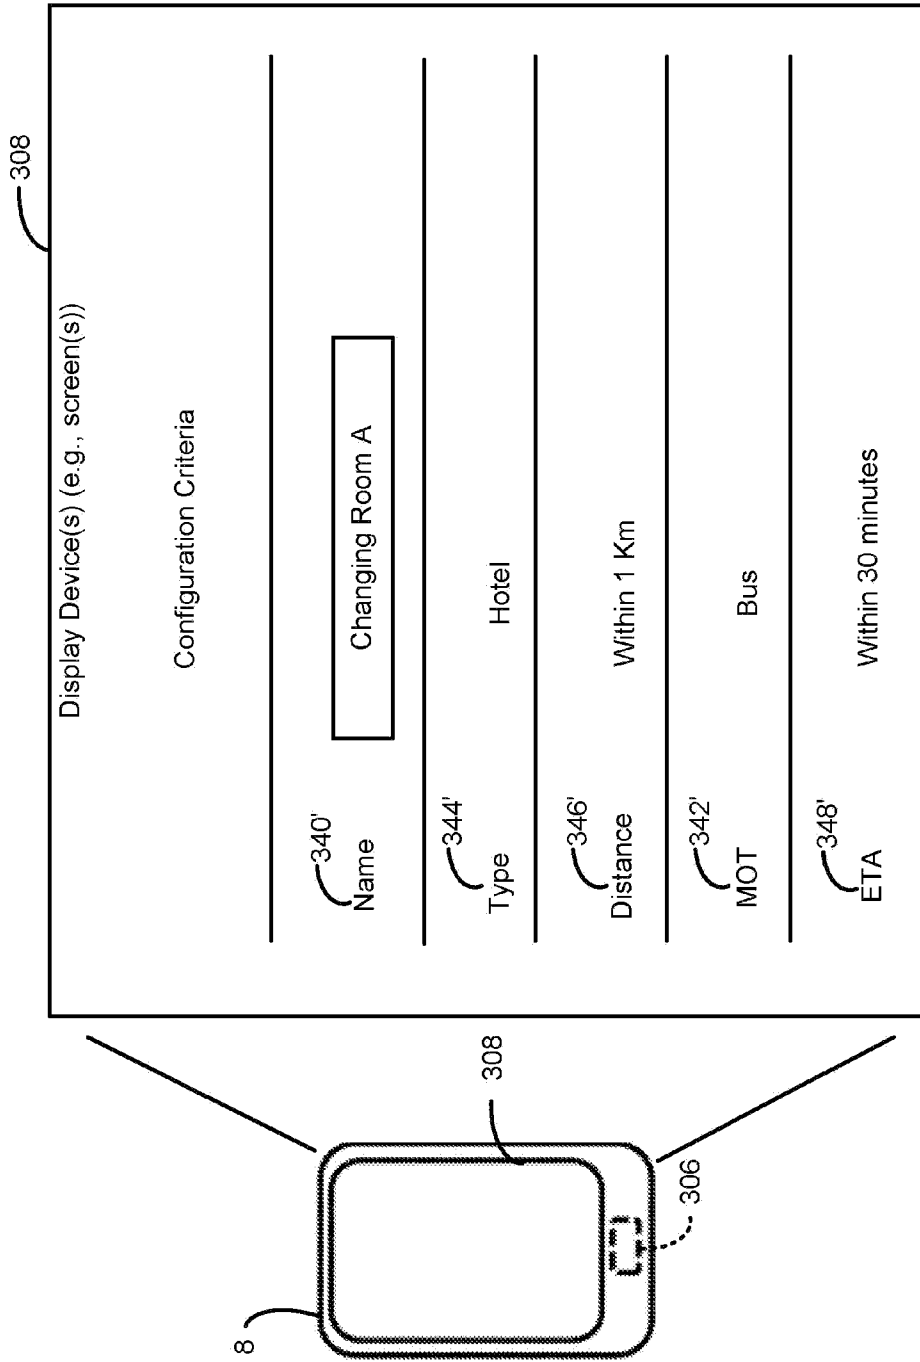 308
Display Device(s) (e.g., screen(s))
Configuration Criteria
340'
Name
Changing Room A
344'
Type
Hotel
346'
Distance
Within 1 Km
342'
MOT
Bus
348'
ETA
Within 30 minutes
8
308
306